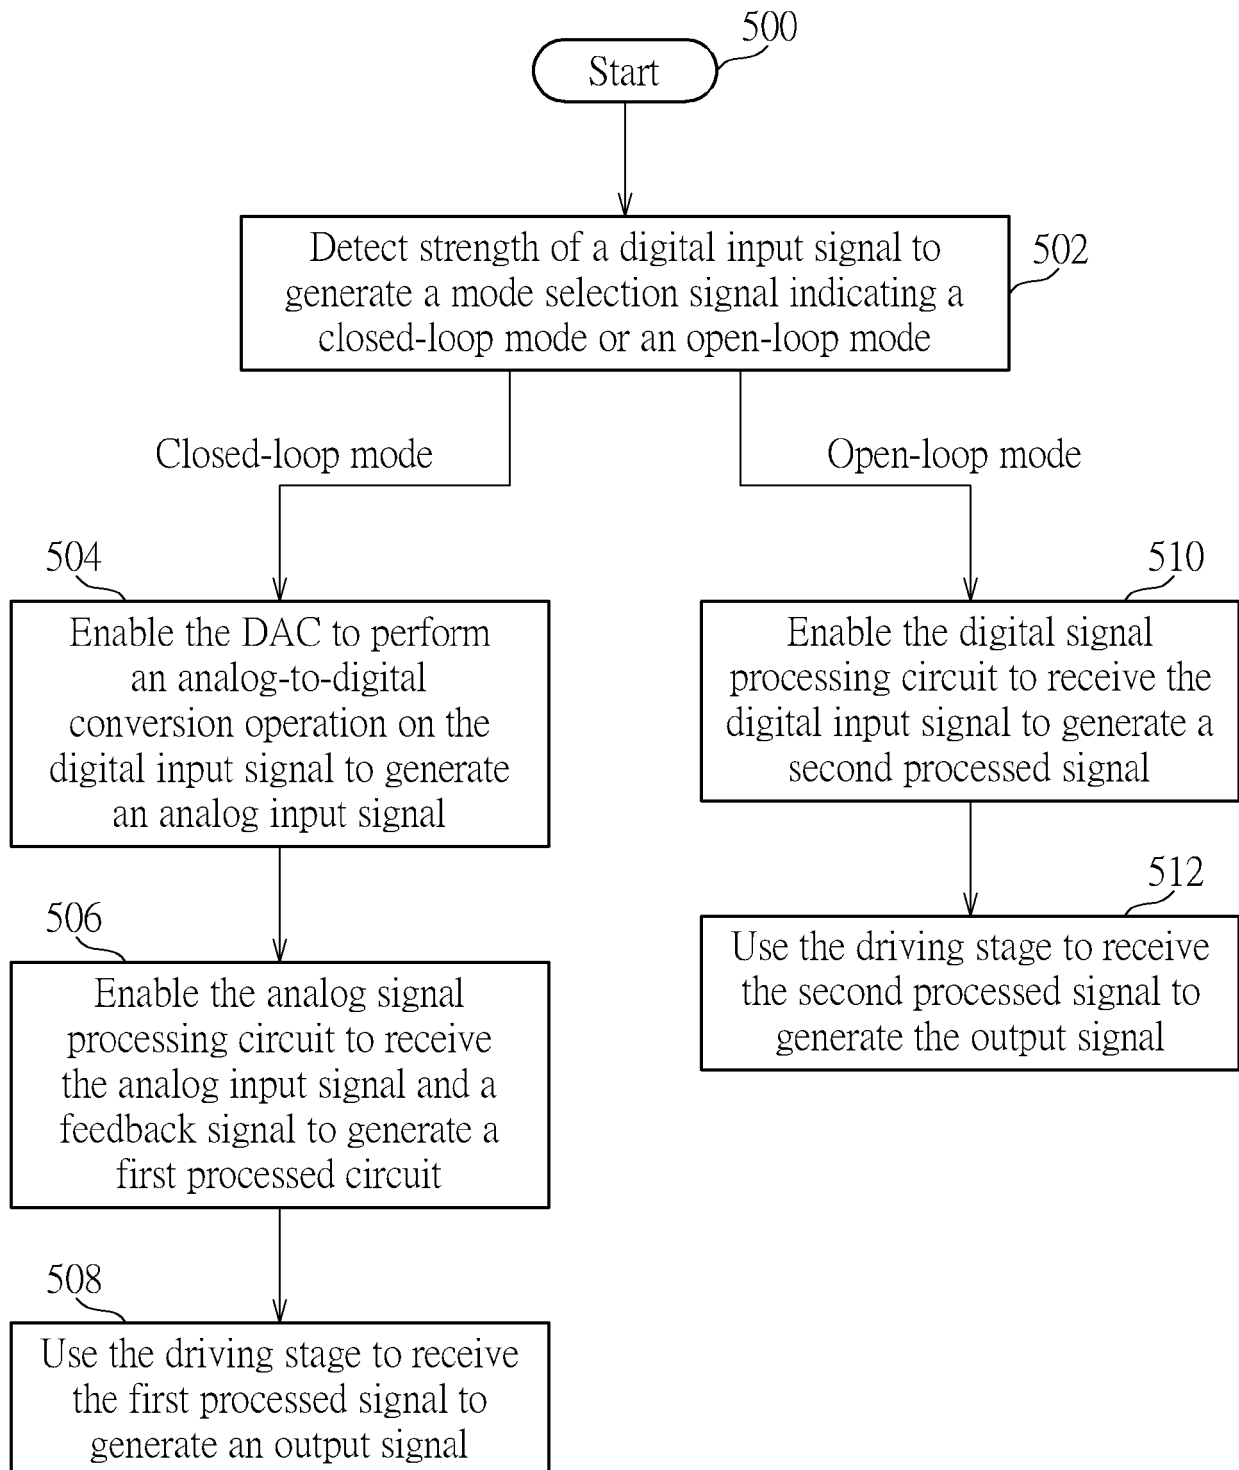 500
Start
Detect strength of a digital input signal to
generate a mode selection signal indicating a
closed-loop mode or an open-loop mode
502
Closed-loop mode
Open-loop mode
504
Enable the DAC to perform
an analog-to-digital
conversion operation on the
digital input signal to generate
an analog input signal
510
Enable the digital signal
processing circuit to receive the
digital input signal to generate a
second processed signal
506
Enable the analog signal
processing circuit to receive
the analog input signal and a
feedback signal to generate a
first processed circuit
512
Use the driving stage to receive
the second processed signal to
generate the output signal
508
Use the driving stage to receive
the first processed signal to
generate an output signal